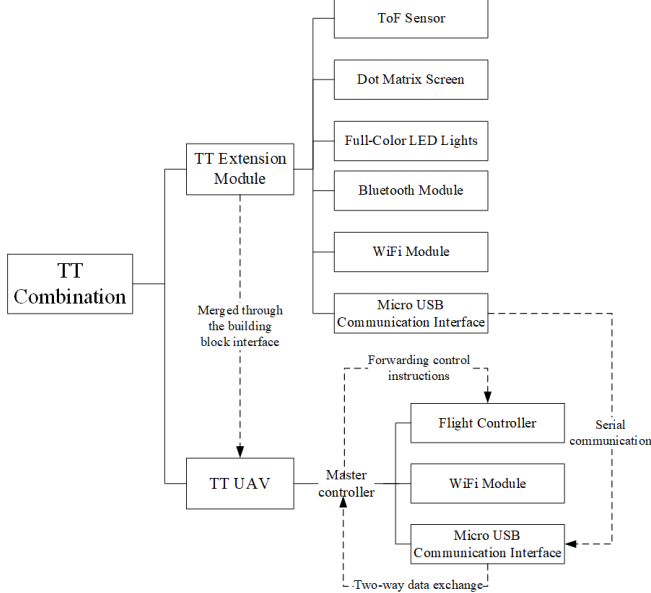 ToF Sensor
Dot Matrix Screen
Full-Color LED Lights
TT Extension
Module
Bluetooth Module
WiFi Module
TT
Combination
Merged through
the building
block interface
Micro USB
Communication Interface
Forwarding control
instructions
Flight Controller
Serial
communication
TT UAV
Master
controller
WiFi Module
Micro USB
Communication Interface
Two-way data exchange